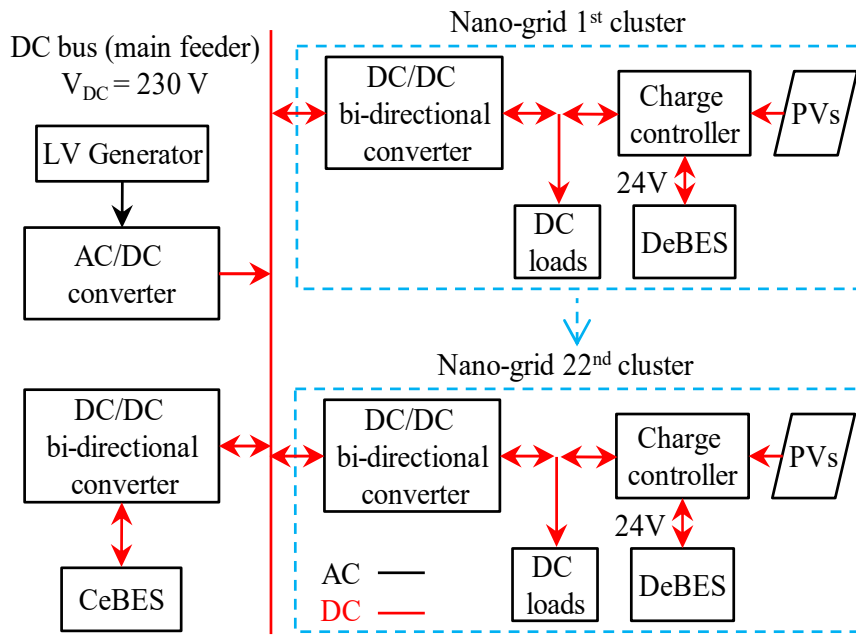 Nano-grid 1st cluster
DC bus (main feeder)
VDC = 230 V
LV Generator
AC/DC
converter
DC/DC
bi-directional
converter
Charge
controller
PVs
24V
DC
loads
DeBES
Nano-grid 22nd cluster
DC/DC
bi-directional
converter
CeBES
DC/DC
bi-directional
converter
Charge
controller
PVs
24V
DC
loads
DeBES
AC
DC